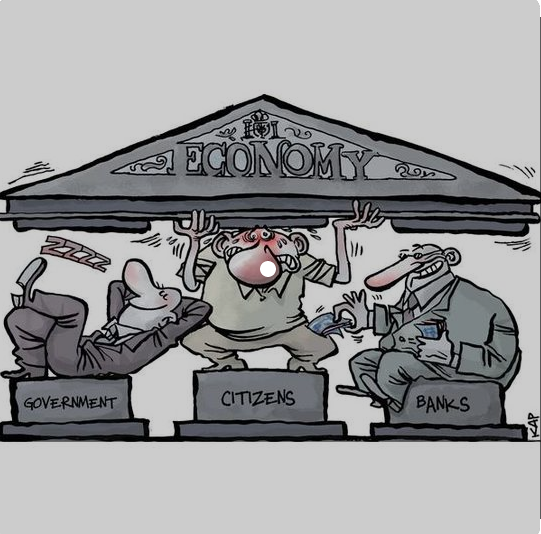 ECONOMY
ZZZZ
GOVERNMENT
CITIZENS
BANKS
KAP